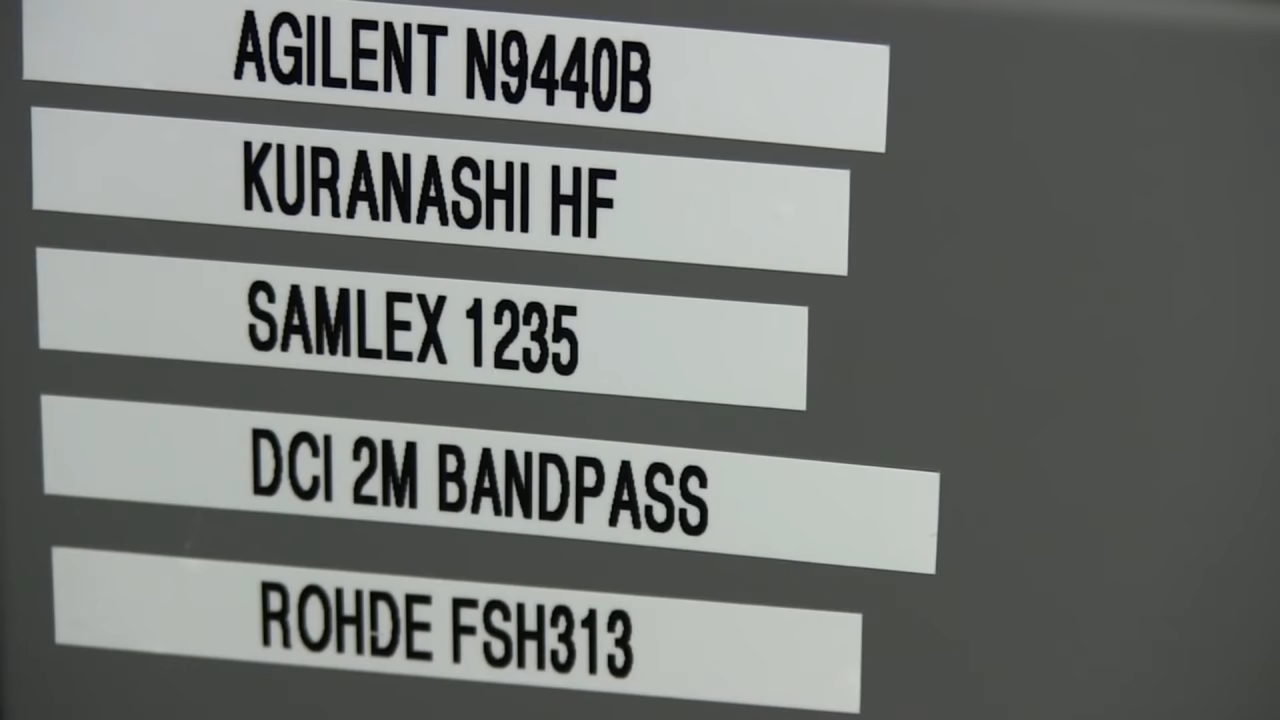 AGILENT N9440B
KURANASHI HF
SAMLEX 1235
DCI 2M BANDPASS
ROHDE FSH313